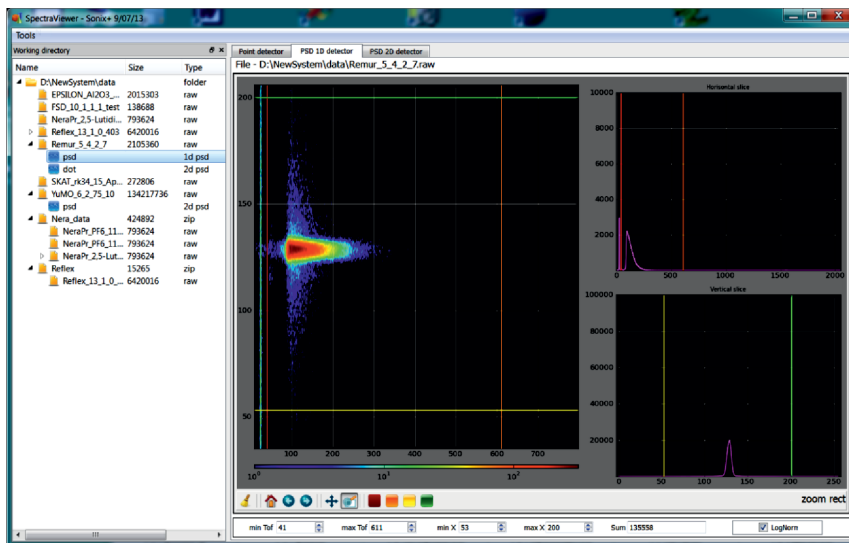 SpectraViewer - Sonix+ 9/07/13
Tools
Working directory
Name Size Type
D:\NewSystem\data folder
EPSILON_Al2O3_... 2015303 raw
FSD_10_1_1_1_test 138688 raw
NeraPr_2,5-Lutidi... 793624 raw
Reflex_13_1_0_403 6420016 raw
Remur_5_4_2_7 2105360 raw
psd 1d psd
dot 2d psd
SKAT_rk34_15_Ap... 272806 raw
YuMO_6_2_75_10 134217736 raw
psd 2d psd
Nera_data 424892 zip
NeraPr_PF6_11... 793624 raw
NeraPr_PF6_11... 793624 raw
NeraPr_2,5-Lut... 793624 raw
Reflex 15265 zip
Reflex_13_1_0_... 6420016 raw
Point detector PSD 1D detector PSD 2D detector
File - D:\NewSystem\data\Remur_5_4_2_7.raw
200
150
100
50
100 200 300 400 500 600 700
10⁰ 10¹ 10²
Horisontal slice
10000
8000
6000
4000
2000
0
0 500 1000 1500 2000
Vertical slice
100000
80000
60000
40000
20000
0
0 50 100 150 200 250
zoom rect
min Tof 41 max Tof 611 min X 53 max X 200 Sum 135558 LogNorm